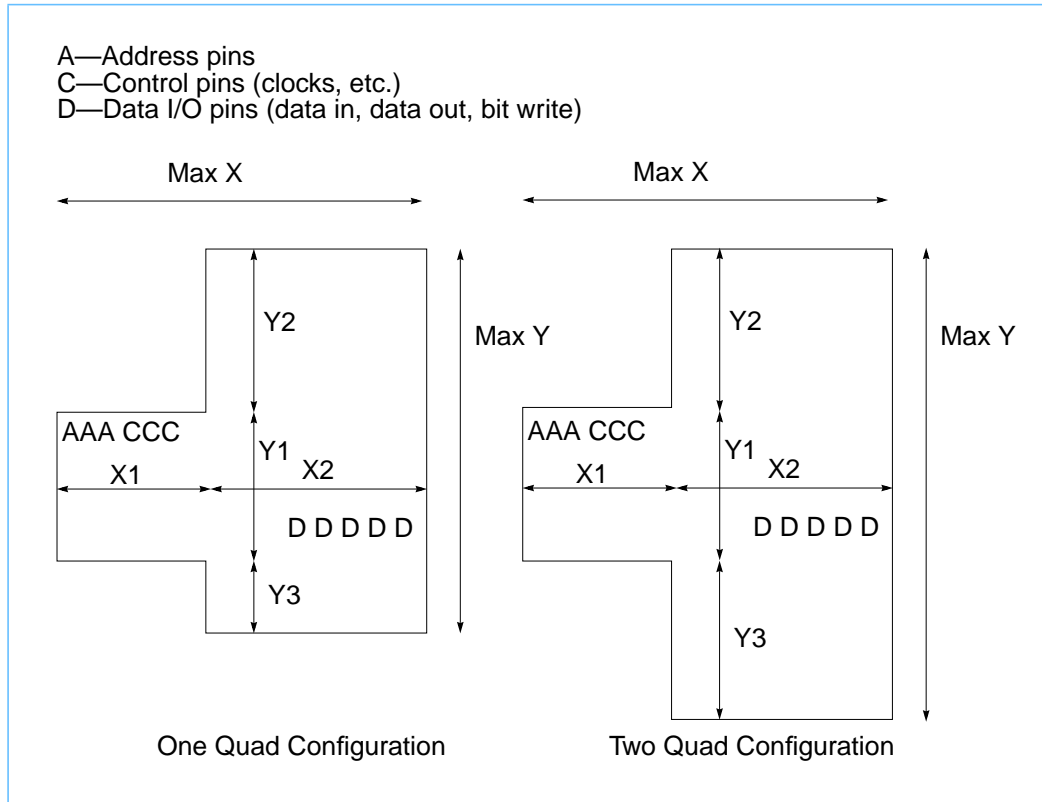 A—Address pins
C—Control pins (clocks, etc.)
D—Data I/O pins (data in, data out, bit write)
Max X
Y2
Max Y
AAA CCC
Y1
X1
X2
D D D D D
Y3
One Quad Configuration
Max X
Y2
Max Y
AAA CCC
Y1
X1
X2
D D D D D
Y3
Two Quad Configuration